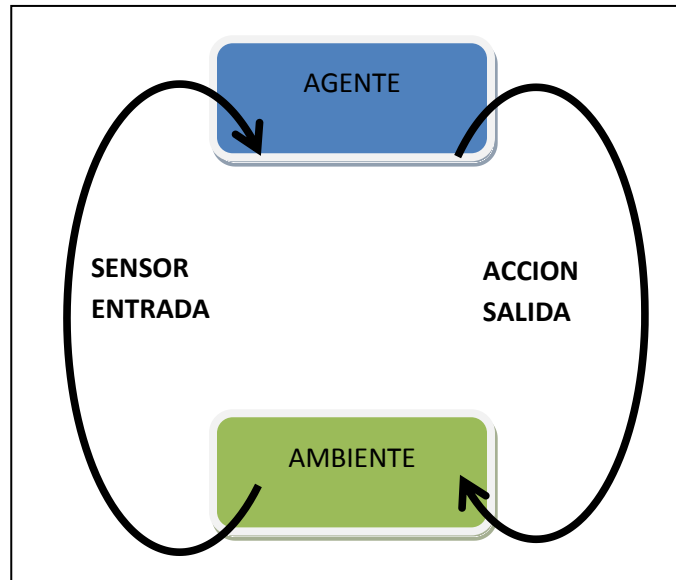 AGENTE
SENSOR
ENTRADA
ACCION
SALIDA
AMBIENTE